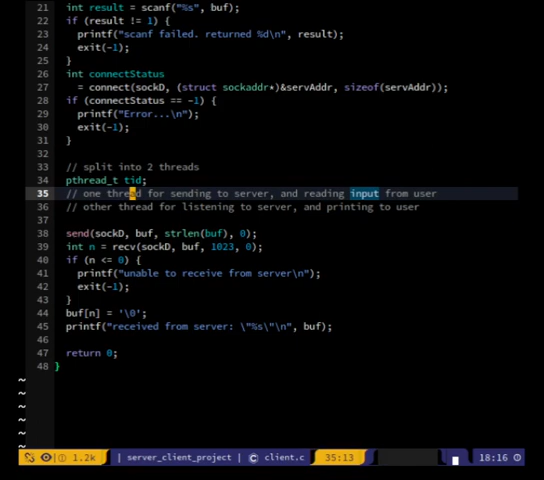 21 int result = scanf("%s", buf);
22 if (result != 1) {
23 printf("scanf failed. returned %d\n", result);
24 exit(-1);
25 }
26 int connectStatus
27 = connect(sockD, (struct sockaddr*)&servAddr, sizeof(servAddr));
28 if (connectStatus == -1) {
29 printf("Error...\n");
30 exit(-1);
31 }
32
33 // split into 2 threads
34 pthread_t tid;
35 // one thread for sending to server, and reading input from user
36 // other thread for listening to server, and printing to user
37
38 send(sockD, buf, strlen(buf), 0);
39 int n = recv(sockD, buf, 1023, 0);
40 if (n <= 0) {
41 printf("unable to receive from server\n");
42 exit(-1);
43 }
44 buf[n] = '\0';
45 printf("received from server: \"%s\"\n", buf);
46
47 return 0;
48 }
~
~
~
~
~
~
1.2k | server_client_project | C client.c 35:13 18:16